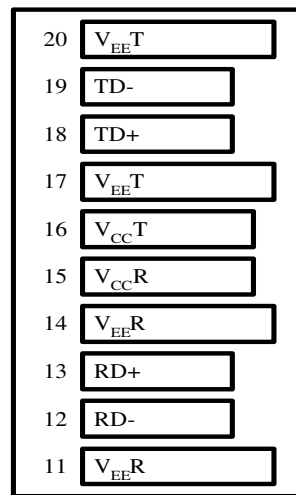 20 VEET
19 TD-
18 TD+
17 VEET
16 VCCT
15 VCCR
14 VEER
13 RD+
12 RD-
11 VEER